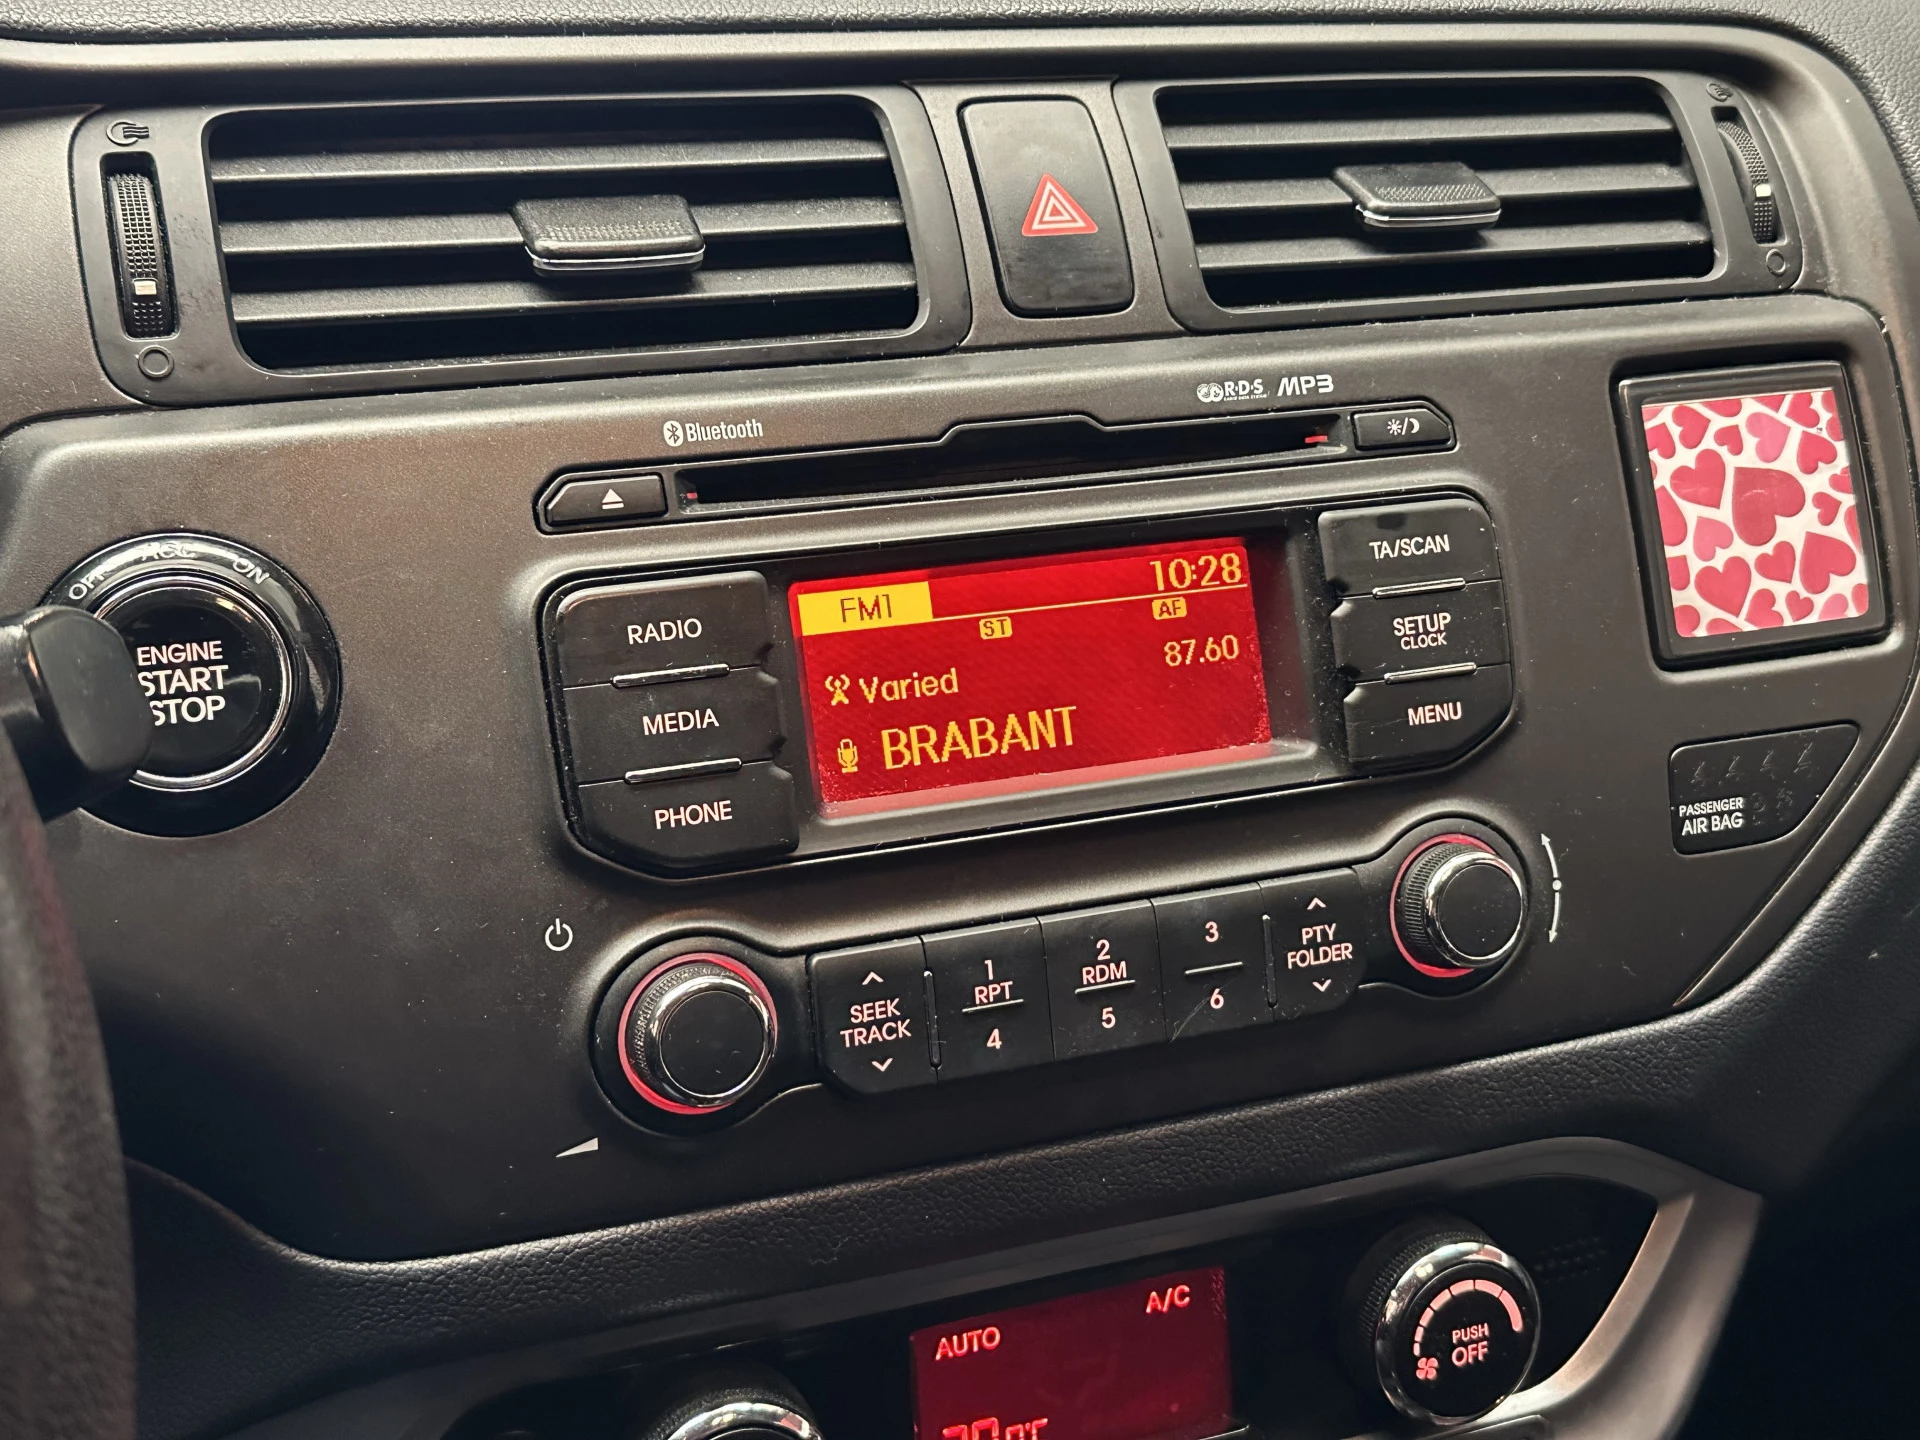 R·D·S MP3
Bluetooth
OFF ACC ON
ENGINE
START
STOP
RADIO
MEDIA
PHONE
FM1
10:28
ST
AF
87.60
Varied
BRABANT
TA/SCAN
SETUP
CLOCK
MENU
PASSENGER
AIR BAG
SEEK
TRACK
1
RPT
4
2
RDM
5
3
6
PTY
FOLDER
AUTO
A/C
PUSH
OFF